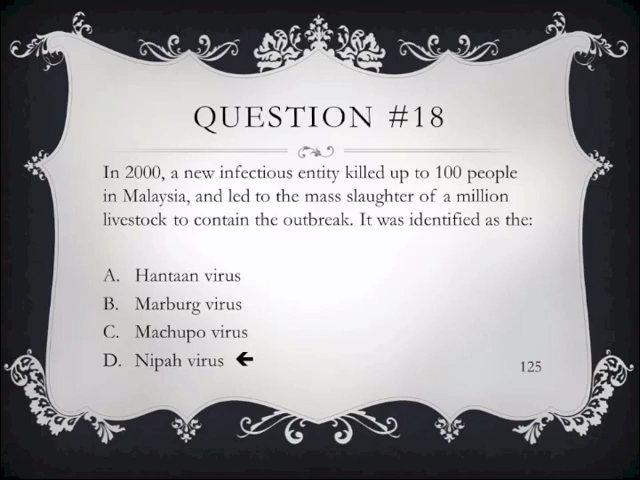 QUESTION #18
In 2000, a new infectious entity killed up to 100 people
in Malaysia, and led to the mass slaughter of a million
livestock to contain the outbreak. It was identified as the:
A. Hantaan virus
B. Marburg virus
C. Machupo virus
D. Nipah virus 🡰
125